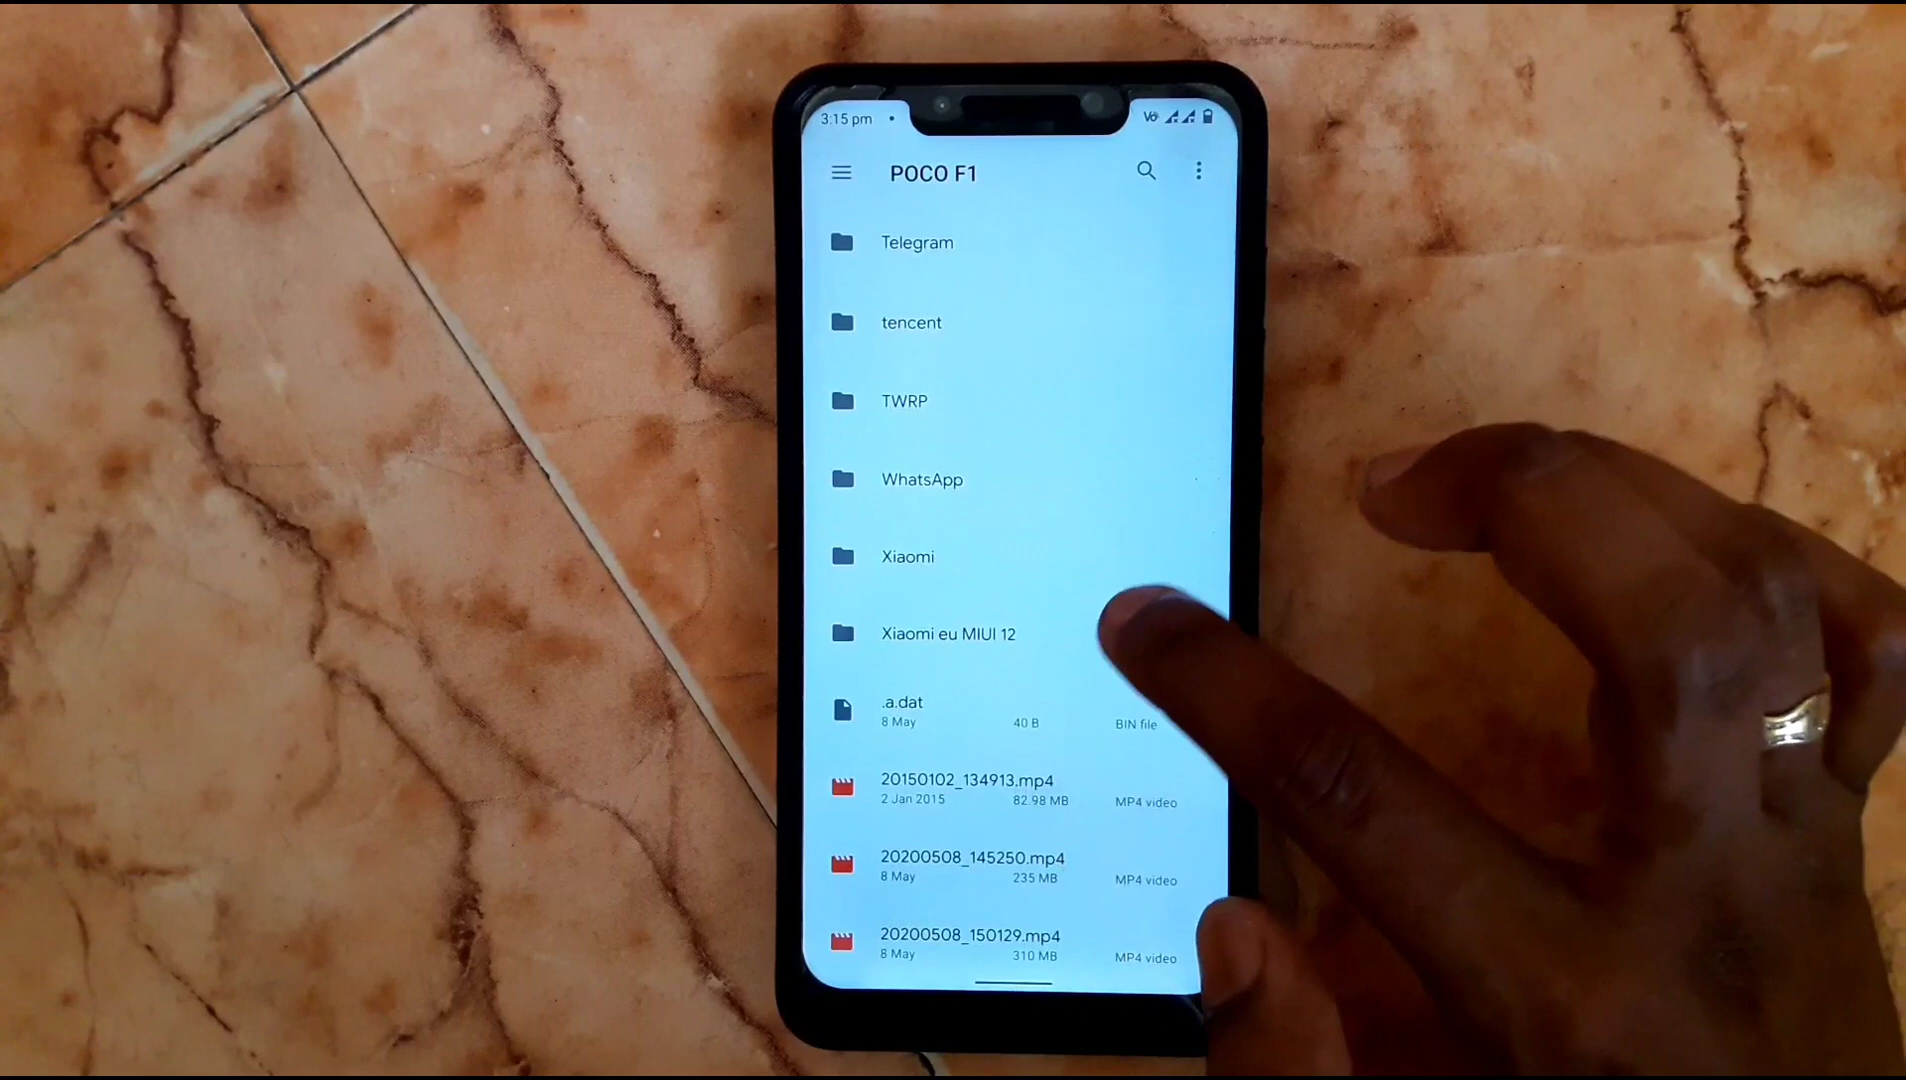 3:15 pm
POCO F1
Telegram
tencent
TWRP
WhatsApp
Xiaomi
Xiaomi eu MIUI 12
.a.dat
8 May 40 B BIN file
20150102_134913.mp4
2 Jan 2015 82.98 MB MP4 video
20200508_145250.mp4
8 May 235 MB MP4 video
20200508_150129.mp4
8 May 310 MB MP4 video